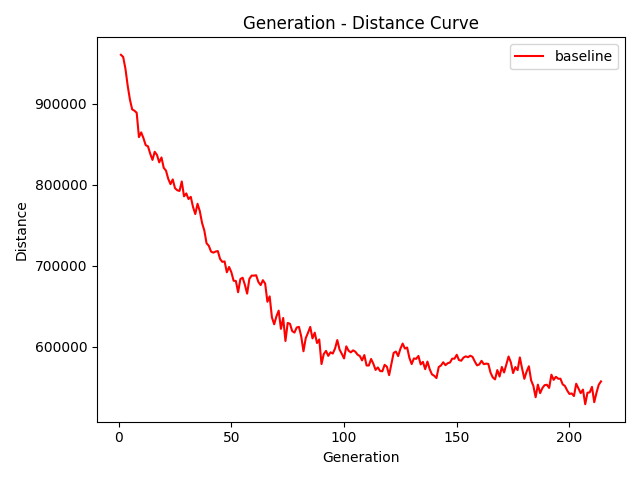 Generation - Distance Curve
baseline
900000
800000
700000
600000
Distance
0 50 100 150 200
Generation